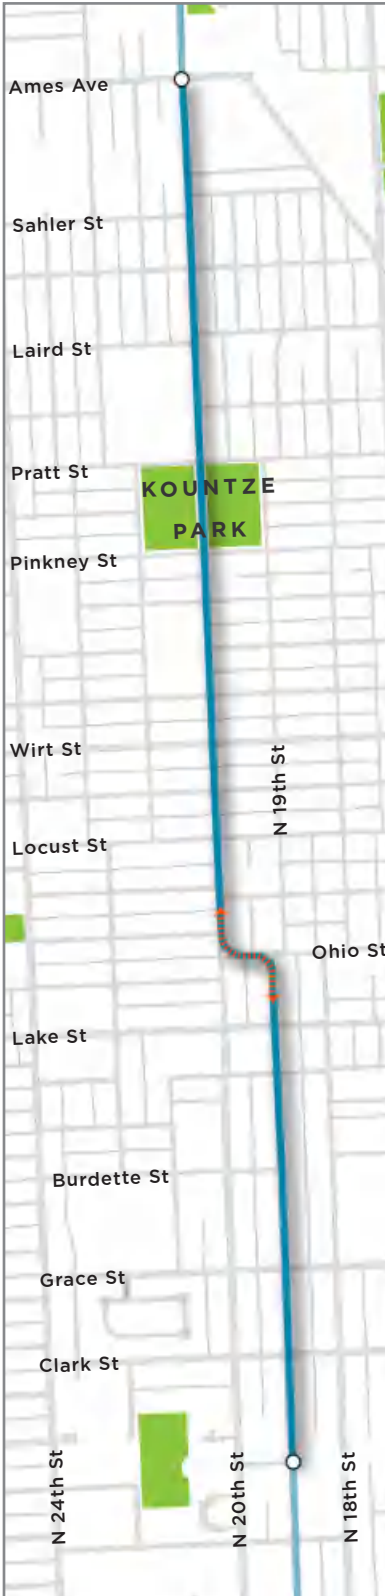 Ames Ave
Sahler St
Laird St
Pratt St
KOUNTZE
PARK
Pinkney St
Wirt St
N 19th St
Locust St
Ohio St
Lake St
Burdette St
Grace St
Clark St
N 24th St
N 20th St
N 18th St